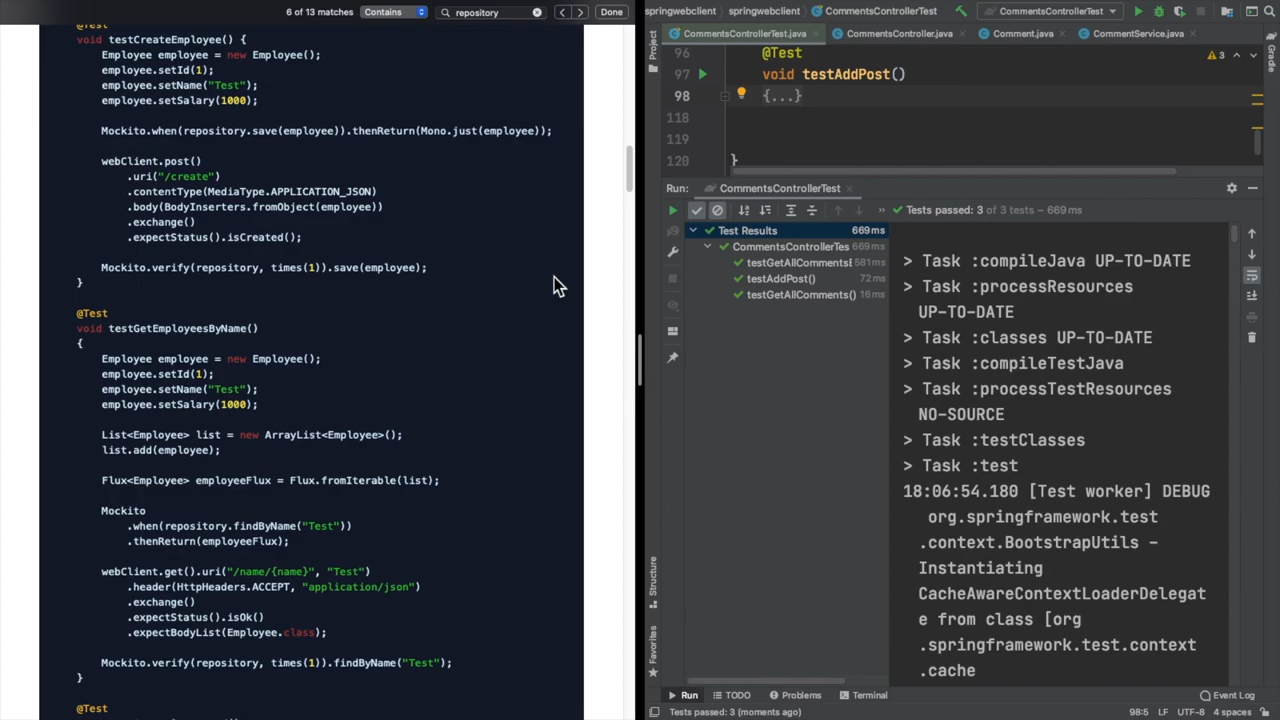 6 of 13 matches
Contains
repository
Done
@Test
void testCreateEmployee() {
Employee employee = new Employee();
employee.setId(1);
employee.setName("Test");
employee.setSalary(1000);
Mockito.when(repository.save(employee)).thenReturn(Mono.just(employee));
webClient.post()
.uri("/create")
.contentType(MediaType.APPLICATION_JSON)
.body(BodyInserters.fromObject(employee))
.exchange()
.expectStatus().isCreated();
Mockito.verify(repository, times(1)).save(employee);
}
@Test
void testGetEmployeesByName()
{
Employee employee = new Employee();
employee.setId(1);
employee.setName("Test");
employee.setSalary(1000);
List<Employee> list = new ArrayList<Employee>();
list.add(employee);
Flux<Employee> employeeFlux = Flux.fromIterable(list);
Mockito
.when(repository.findByName("Test"))
.thenReturn(employeeFlux);
webClient.get().uri("/name/{name}", "Test")
.header(HttpHeaders.ACCEPT, "application/json")
.exchange()
.expectStatus().isOk()
.expectBodyList(Employee.class);
Mockito.verify(repository, times(1)).findByName("Test");
}
@Test
springwebclient
springwebclient
CommentsControllerTest
CommentsControllerTest
CommentsControllerTest.java
CommentsController.java
Comment.java
CommentService.java
Project
Gradle
96 @Test
3
97 void testAddPost()
98 {...}
118
119
120 }
Run: CommentsControllerTest
Tests passed: 3 of 3 tests – 669 ms
Test Results 669 ms
CommentsControllerTes 669 ms
testGetAllComments 581 ms
testAddPost() 72 ms
testGetAllComments() 16 ms
> Task :compileJava UP-TO-DATE
> Task :processResources
UP-TO-DATE
> Task :classes UP-TO-DATE
> Task :compileTestJava
> Task :processTestResources
NO-SOURCE
> Task :testClasses
> Task :test
18:06:54.180 [Test worker] DEBUG
org.springframework.test
.context.BootstrapUtils -
Instantiating
CacheAwareContextLoaderDelegat
e from class [org
.springframework.test.context
.cache
Structure
Favorites
Run
TODO
Problems
Terminal
Event Log
Tests passed: 3 (moments ago)
98:5 LF UTF-8 4 spaces